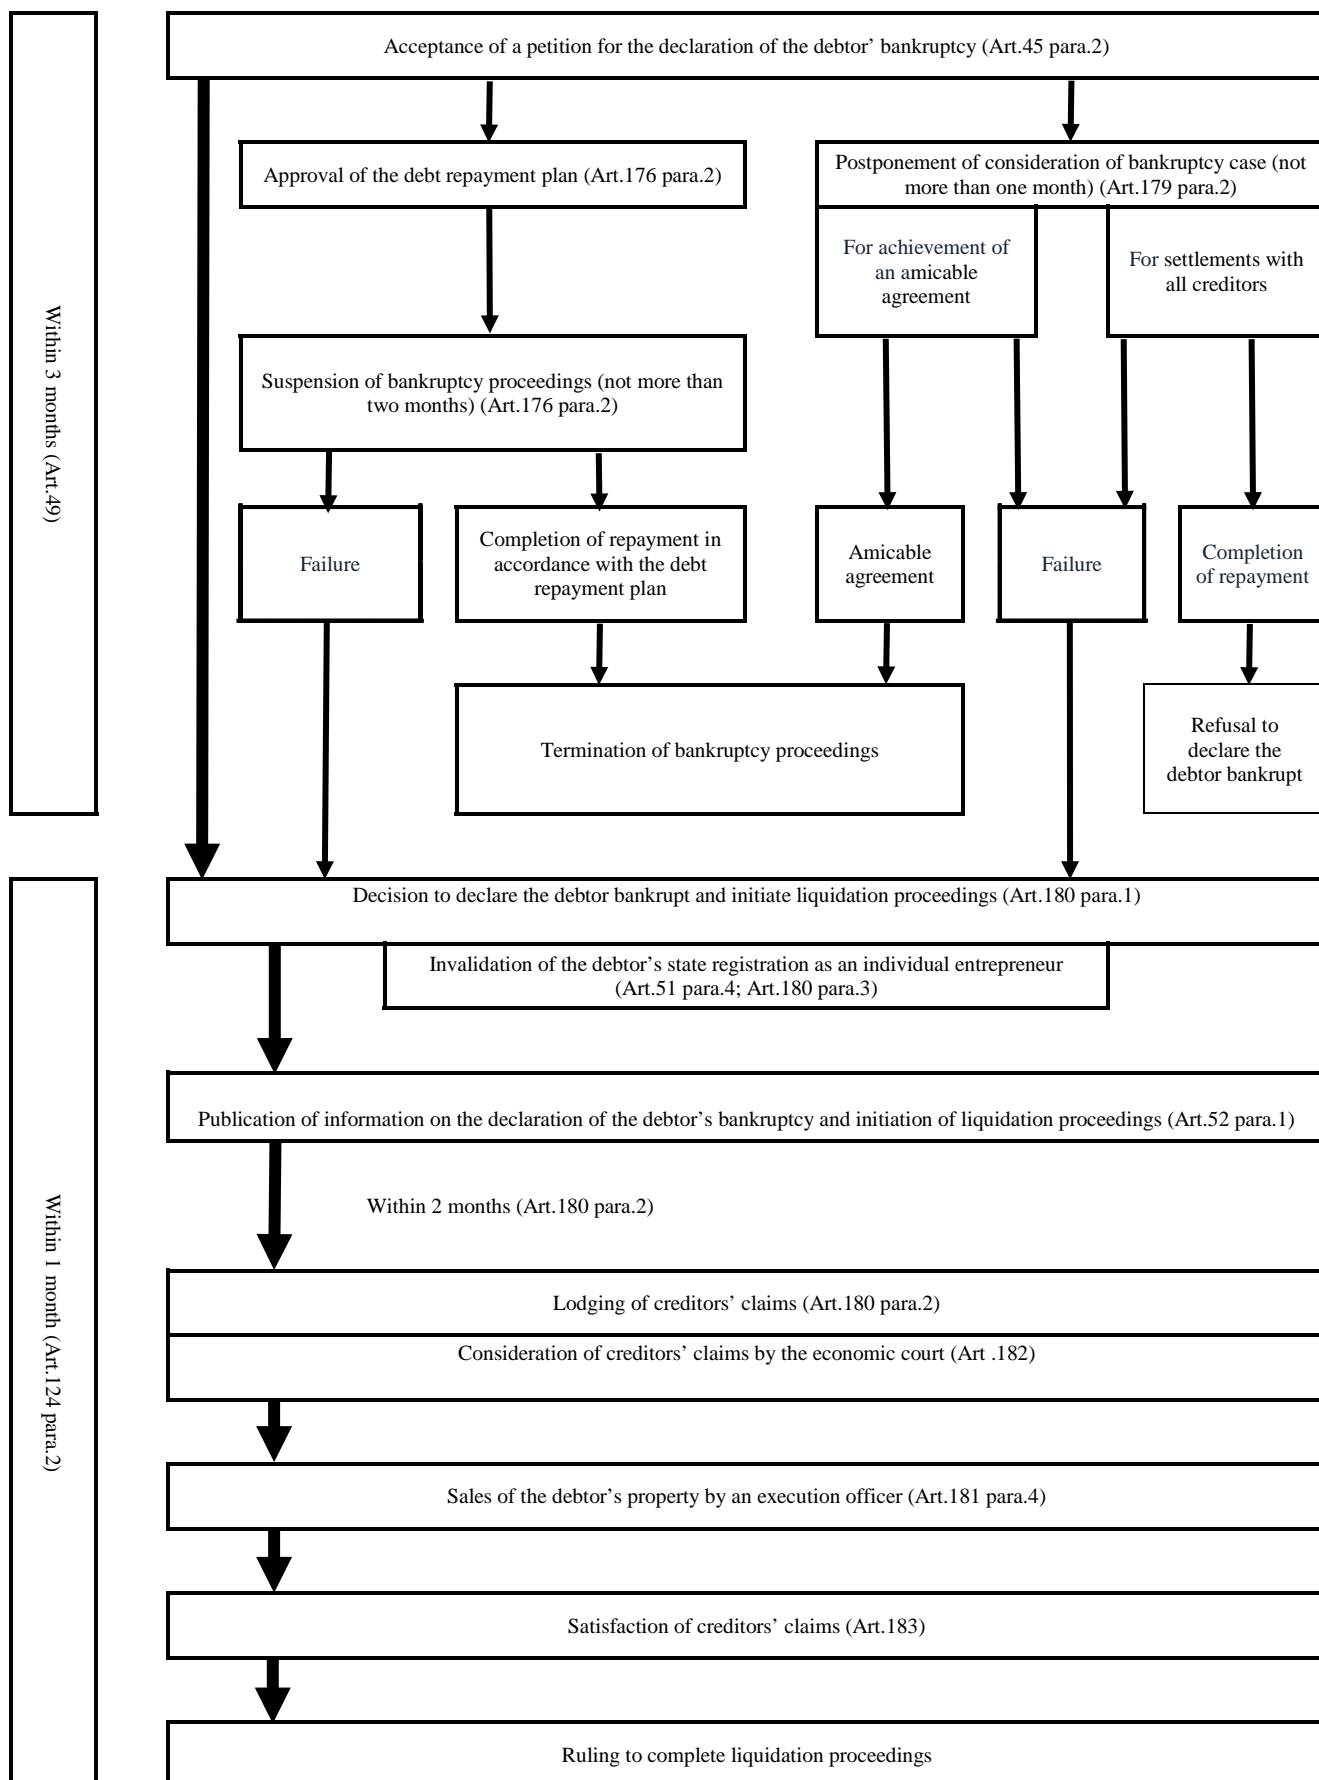 Acceptance of a petition for the declaration of the debtor’ bankruptcy (Art.45 para.2)
Within 3 months (Art.49)
Approval of the debt repayment plan (Art.176 para.2)
Postponement of consideration of bankruptcy case (not
more than one month) (Art.179 para.2)
For achievement of
an amicable
agreement
For settlements with
all creditors
Suspension of bankruptcy proceedings (not more than
two months) (Art.176 para.2)
Failure
Completion of repayment in
accordance with the debt
repayment plan
Amicable
agreement
Failure
Completion
of repayment
Termination of bankruptcy proceedings
Refusal to
declare the
debtor bankrupt
Decision to declare the debtor bankrupt and initiate liquidation proceedings (Art.180 para.1)
Invalidation of the debtor’s state registration as an individual entrepreneur
(Art.51 para.4; Art.180 para.3)
Publication of information on the declaration of the debtor’s bankruptcy and initiation of liquidation proceedings (Art.52 para.1)
Within 1 month (Art.124 para.2)
Within 2 months (Art.180 para.2)
Lodging of creditors’ claims (Art.180 para.2)
Consideration of creditors’ claims by the economic court (Art .182)
Sales of the debtor’s property by an execution officer (Art.181 para.4)
Satisfaction of creditors’ claims (Art.183)
Ruling to complete liquidation proceedings